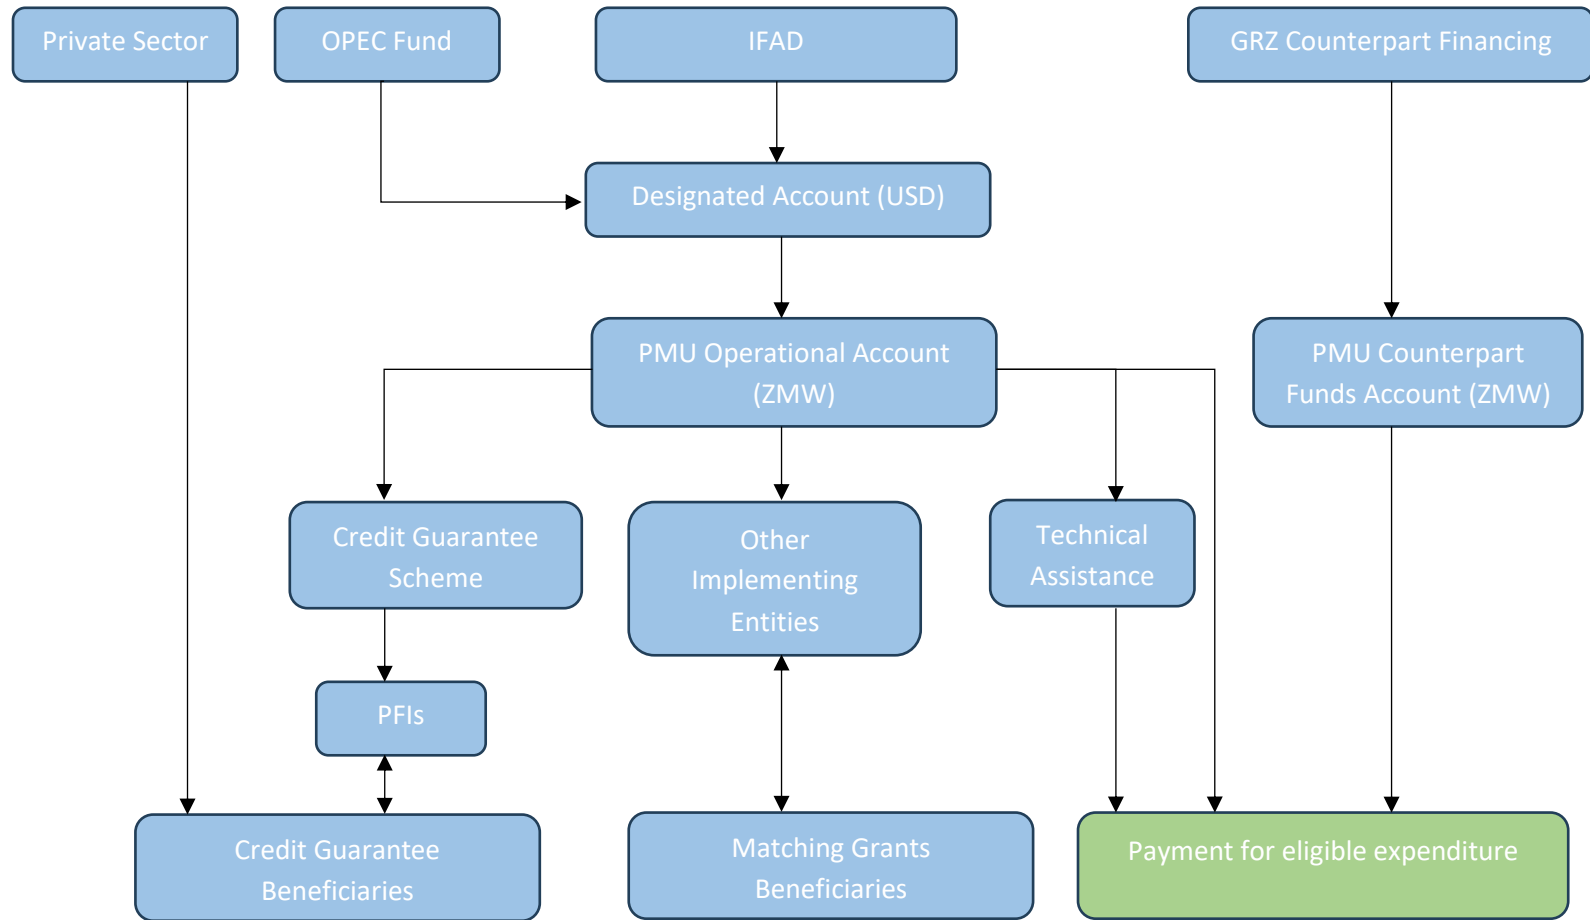 Private Sector
OPEC Fund
IFAD
GRZ Counterpart Financing
Designated Account (USD)
PMU Operational Account
(ZMW)
PMU Counterpart
Funds Account (ZMW)
Credit Guarantee
Scheme
Other
Implementing
Entities
Technical
Assistance
PFIs
Credit Guarantee
Beneficiaries
Matching Grants
Beneficiaries
Payment for eligible expenditure